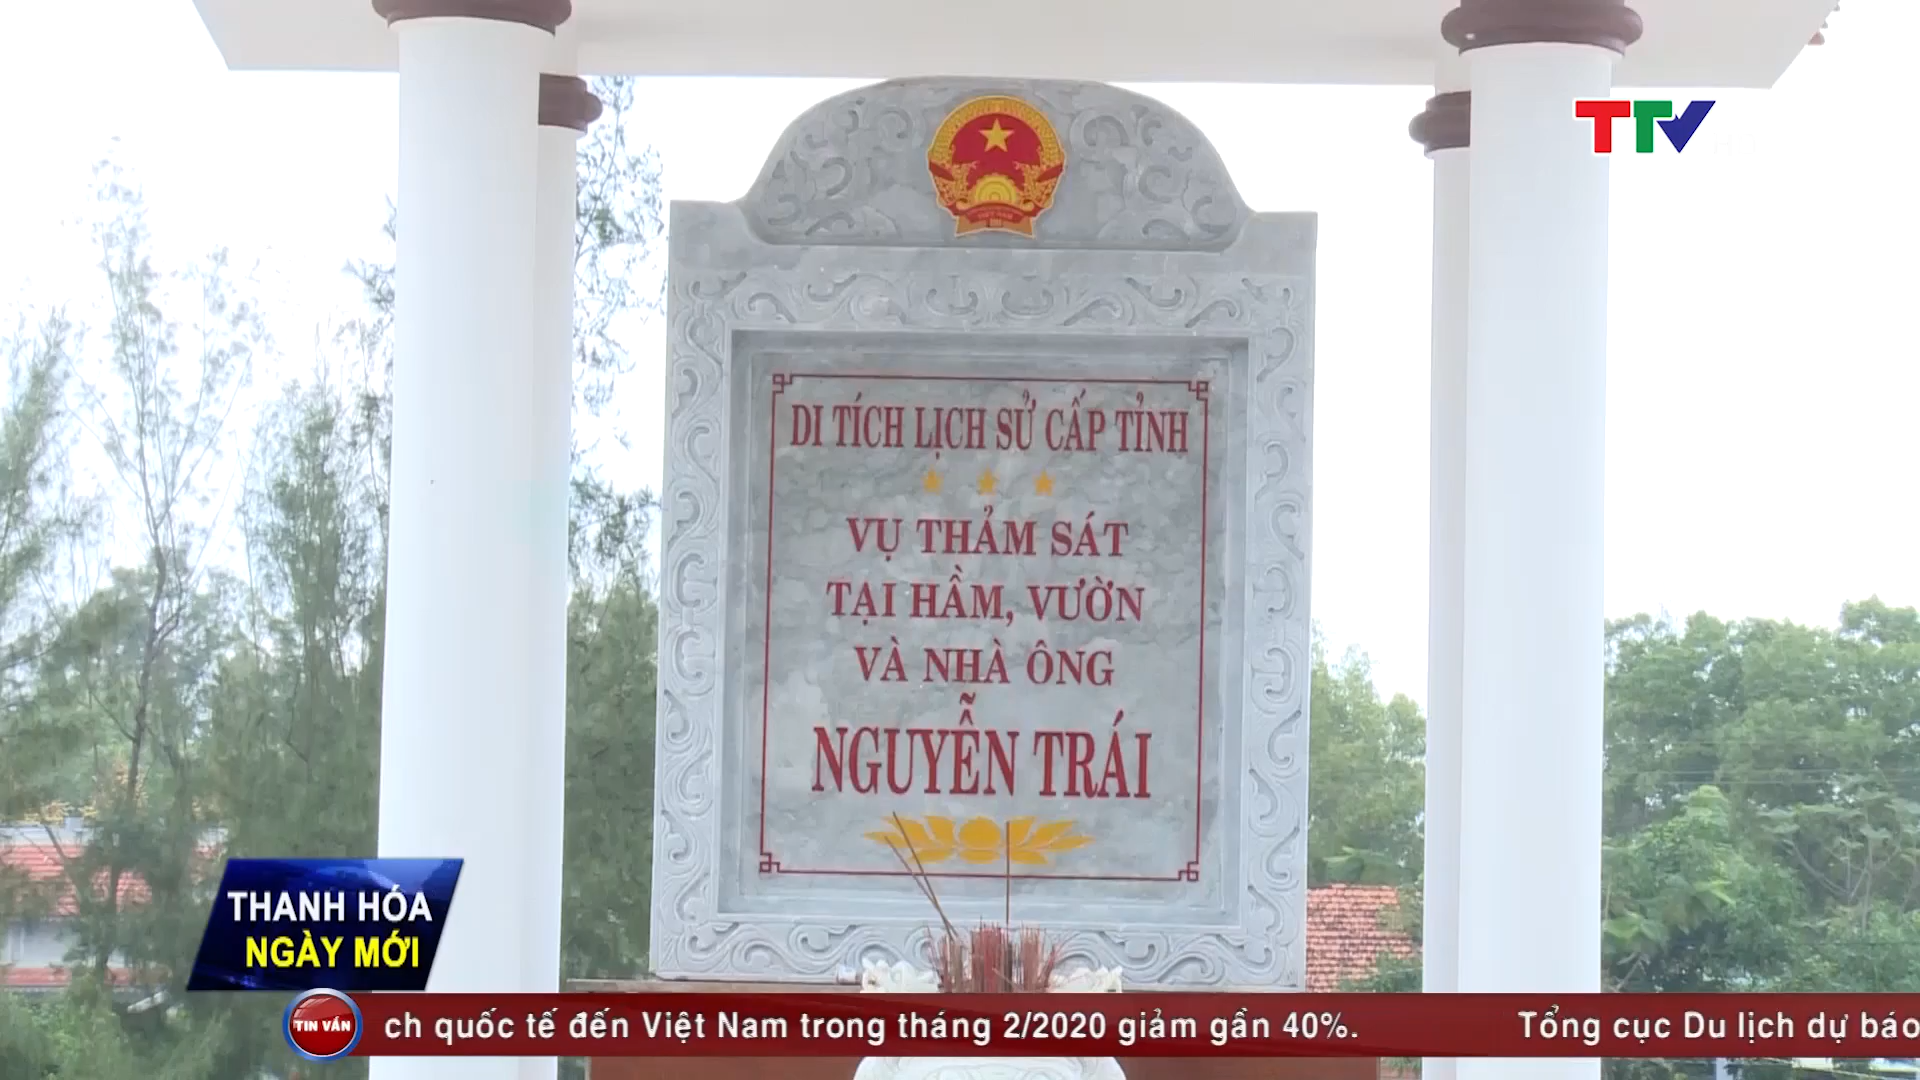 TTV
DI TÍCH LỊCH SỬ CẤP TỈNH
VỤ THẢM SÁT
TẠI HẦM, VƯỜN
VÀ NHÀ ÔNG
NGUYỄN TRÁI
THANH HÓA
NGÀY MỚI
TIN VẮN
ch quốc tế đến Việt Nam trong tháng 2/2020 giảm gần 40%.
Tổng cục Du lịch dự báo